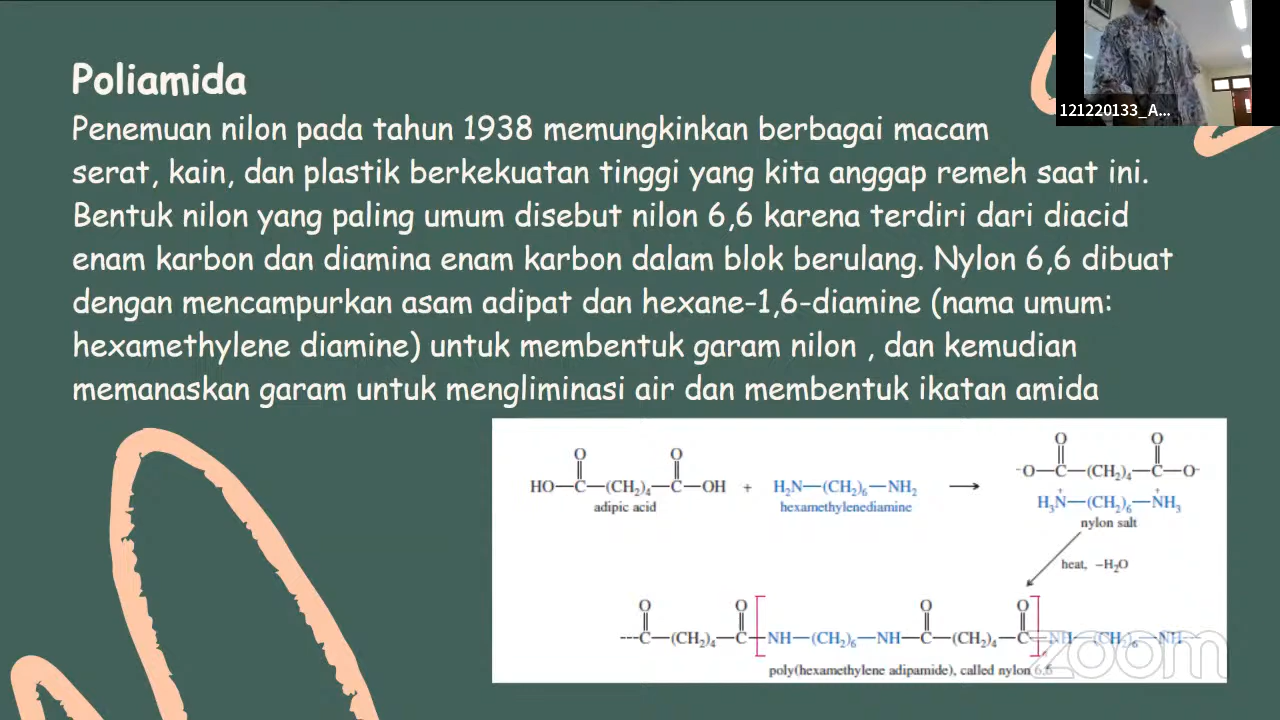 Poliamida
Penemuan nilon pada tahun 1938 memungkinkan berbagai macam
serat, kain, dan plastik berkekuatan tinggi yang kita anggap remeh saat ini.
Bentuk nilon yang paling umum disebut nilon 6,6 karena terdiri dari diacid
enam karbon dan diamina enam karbon dalam blok berulang. Nylon 6,6 dibuat
dengan mencampurkan asam adipat dan hexane-1,6-diamine (nama umum:
hexamethylene diamine) untuk membentuk garam nilon , dan kemudian
memanaskan garam untuk mengliminasi air dan membentuk ikatan amida
121220133_A...
O O
HO—C—(CH₂)₄—C—OH + H₂N—(CH₂)₆—NH₂ →
adipic acid hexamethylenediamine
O O
⁻O—C—(CH₂)₄—C—O⁻
H₃N⁺—(CH₂)₆—N⁺H₃
nylon salt
heat, −H₂O
O O O O
---C—(CH₂)₄—C—[NH—(CH₂)₆—NH—C—(CH₂)₄—C]—NH—(CH₂)₆—NH—
poly(hexamethylene adipamide), called nylon 6,6
zoom